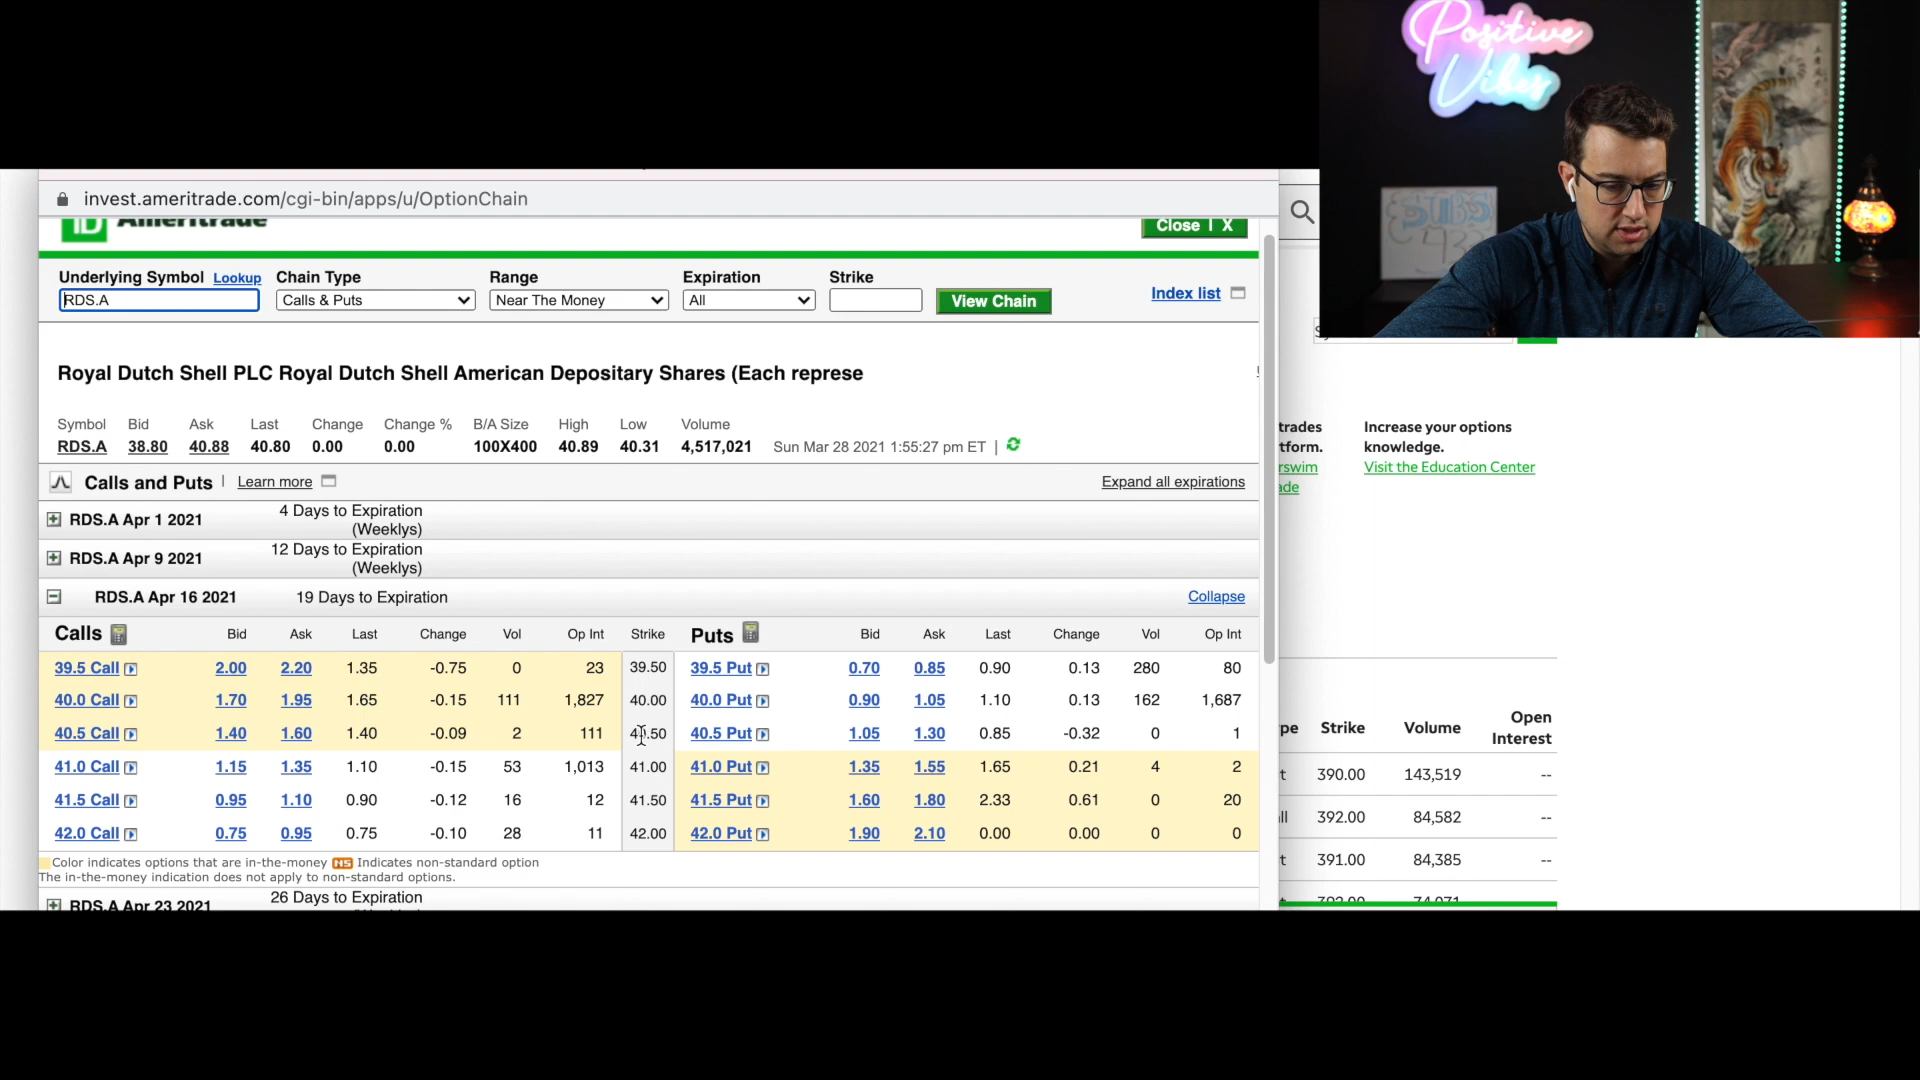 Positive
Vibes
SUBS
invest.ameritrade.com/cgi-bin/apps/u/OptionChain
TD Ameritrade
Close | X
Underlying Symbol Lookup Chain Type Range Expiration Strike
RDS.A Calls & Puts Near The Money All View Chain Index list
Royal Dutch Shell PLC Royal Dutch Shell American Depositary Shares (Each represe
Symbol Bid Ask Last Change Change % B/A Size High Low Volume
RDS.A 38.80 40.88 40.80 0.00 0.00 100X400 40.89 40.31 4,517,021 Sun Mar 28 2021 1:55:27 pm ET |
Calls and Puts | Learn more Expand all expirations
RDS.A Apr 1 2021 4 Days to Expiration
(Weeklys)
RDS.A Apr 9 2021 12 Days to Expiration
(Weeklys)
RDS.A Apr 16 2021 19 Days to Expiration Collapse
Calls Bid Ask Last Change Vol Op Int Strike Puts Bid Ask Last Change Vol Op Int
39.5 Call 2.00 2.20 1.35 -0.75 0 23 39.50 39.5 Put 0.70 0.85 0.90 0.13 280 80
40.0 Call 1.70 1.95 1.65 -0.15 111 1,827 40.00 40.0 Put 0.90 1.05 1.10 0.13 162 1,687
40.5 Call 1.40 1.60 1.40 -0.09 2 111 40.50 40.5 Put 1.05 1.30 0.85 -0.32 0 1
41.0 Call 1.15 1.35 1.10 -0.15 53 1,013 41.00 41.0 Put 1.35 1.55 1.65 0.21 4 2
41.5 Call 0.95 1.10 0.90 -0.12 16 12 41.50 41.5 Put 1.60 1.80 2.33 0.61 0 20
42.0 Call 0.75 0.95 0.75 -0.10 28 11 42.00 42.0 Put 1.90 2.10 0.00 0.00 0 0
Color indicates options that are in-the-money NS Indicates non-standard option
The in-the-money indication does not apply to non-standard options.
RDS.A Apr 23 2021 26 Days to Expiration
trades
tform.
rswim
ade
Increase your options
knowledge.
Visit the Education Center
pe Strike Volume Open
Interest
t 390.00 143,519 --
ll 392.00 84,582 --
t 391.00 84,385 --